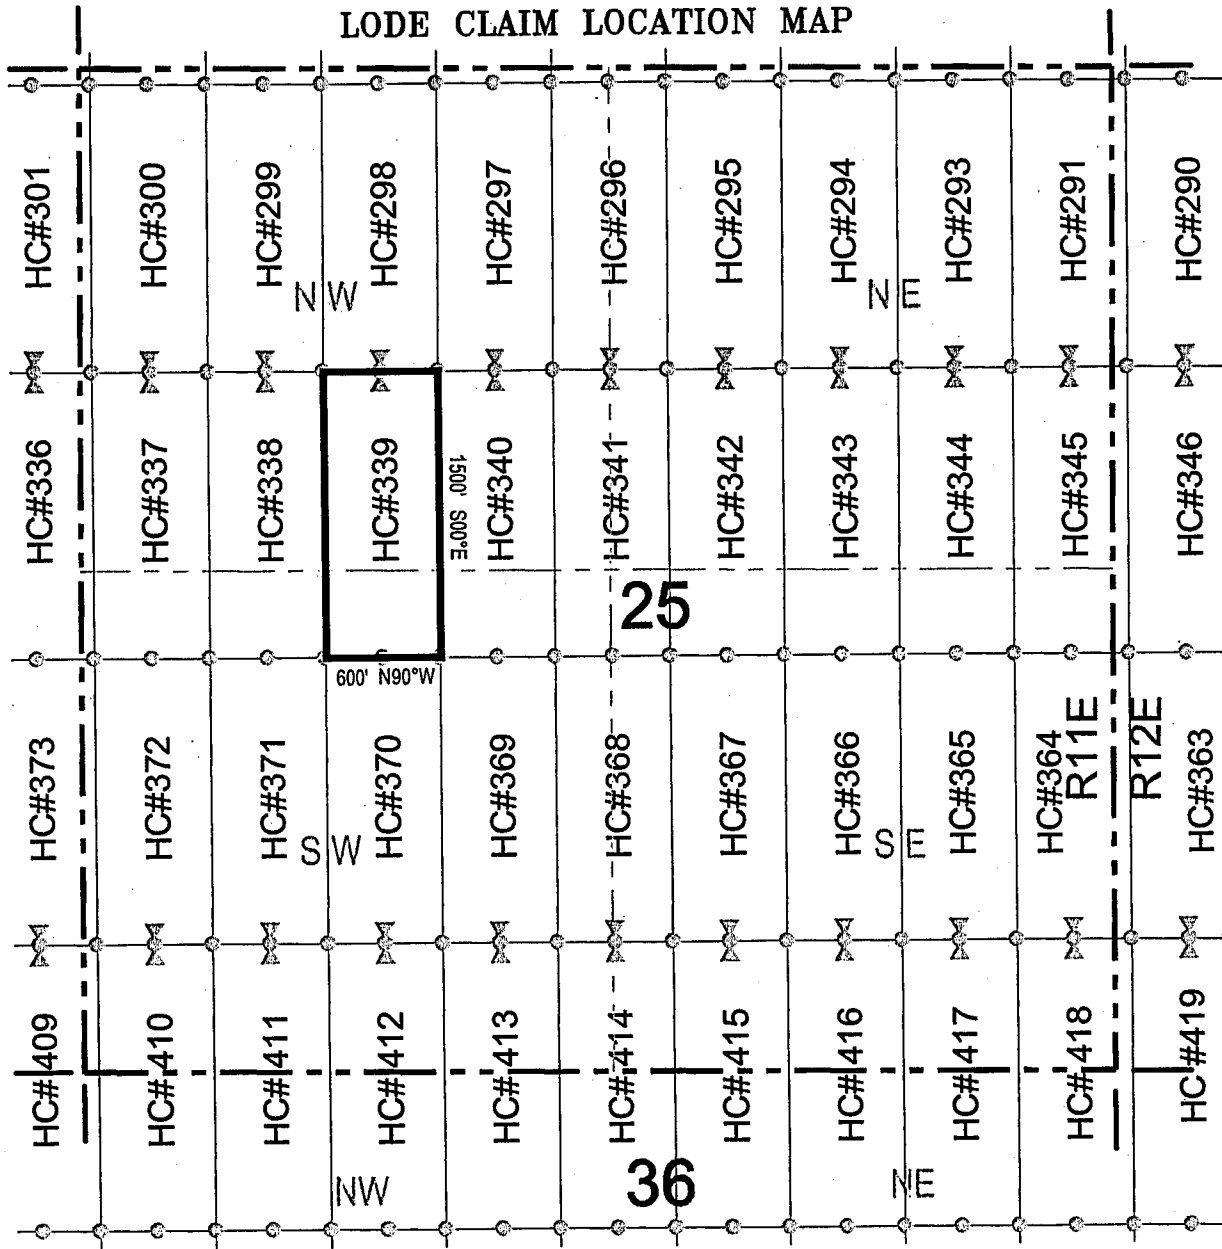 LODE CLAIM LOCATION MAP
HC#301
HC#300
HC#299
HC#298
HC#297
HC#296
HC#295
HC#294
HC#293
HC#291
HC#290
NW
NE
HC#336
HC#337
HC#338
HC#339
1500' S00°E
HC#340
HC#341
HC#342
HC#343
HC#344
HC#345
HC#346
25
600' N90°W
HC#373
HC#372
HC#371
HC#370
HC#369
HC#368
HC#367
HC#366
HC#365
HC#364
R11E
R12E
HC#363
SW
SE
HC#409
HC#410
HC#411
HC#412
HC#413
HC#414
HC#415
HC#416
HC#417
HC#418
HC#419
NW
36
NE